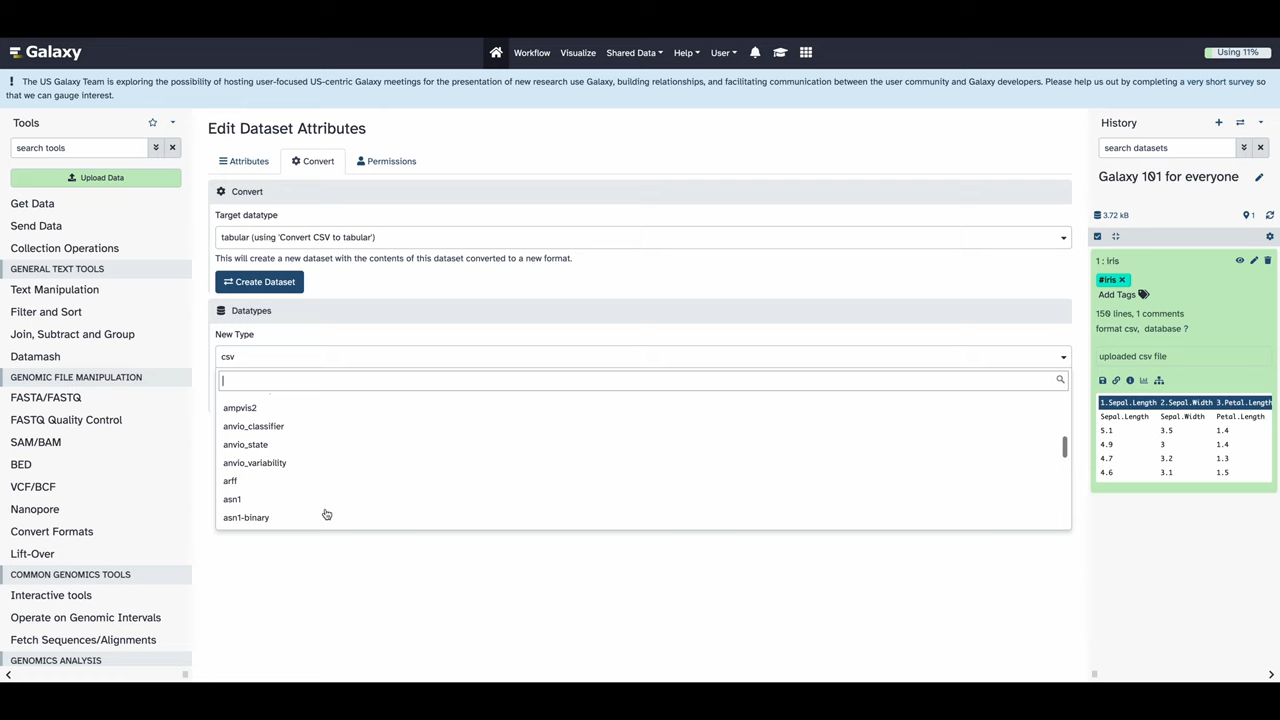 Galaxy
Workflow Visualize Shared Data Help User
Using 11%
! The US Galaxy Team is exploring the possibility of hosting user-focused US-centric Galaxy meetings for the presentation of new research use Galaxy, building relationships, and facilitating communication between the user community and Galaxy developers. Please help us out by completing a very short survey so
that we can gauge interest.
Tools
search tools
Upload Data
Get Data
Send Data
Collection Operations
GENERAL TEXT TOOLS
Text Manipulation
Filter and Sort
Join, Subtract and Group
Datamash
GENOMIC FILE MANIPULATION
FASTA/FASTQ
FASTQ Quality Control
SAM/BAM
BED
VCF/BCF
Nanopore
Convert Formats
Lift-Over
COMMON GENOMICS TOOLS
Interactive tools
Operate on Genomic Intervals
Fetch Sequences/Alignments
GENOMICS ANALYSIS
Edit Dataset Attributes
Attributes Convert Permissions
Convert
Target datatype
tabular (using 'Convert CSV to tabular')
This will create a new dataset with the contents of this dataset converted to a new format.
Create Dataset
Datatypes
New Type
csv
ampvis2
anvio_classifier
anvio_state
anvio_variability
arff
asn1
asn1-binary
History
search datasets
Galaxy 101 for everyone
3.72 kB 1
1 : iris
#iris
Add Tags
150 lines, 1 comments
format csv, database ?
uploaded csv file
1.Sepal.Length 2.Sepal.Width 3.Petal.Length
Sepal.Length Sepal.Width Petal.Length
5.1 3.5 1.4
4.9 3 1.4
4.7 3.2 1.3
4.6 3.1 1.5